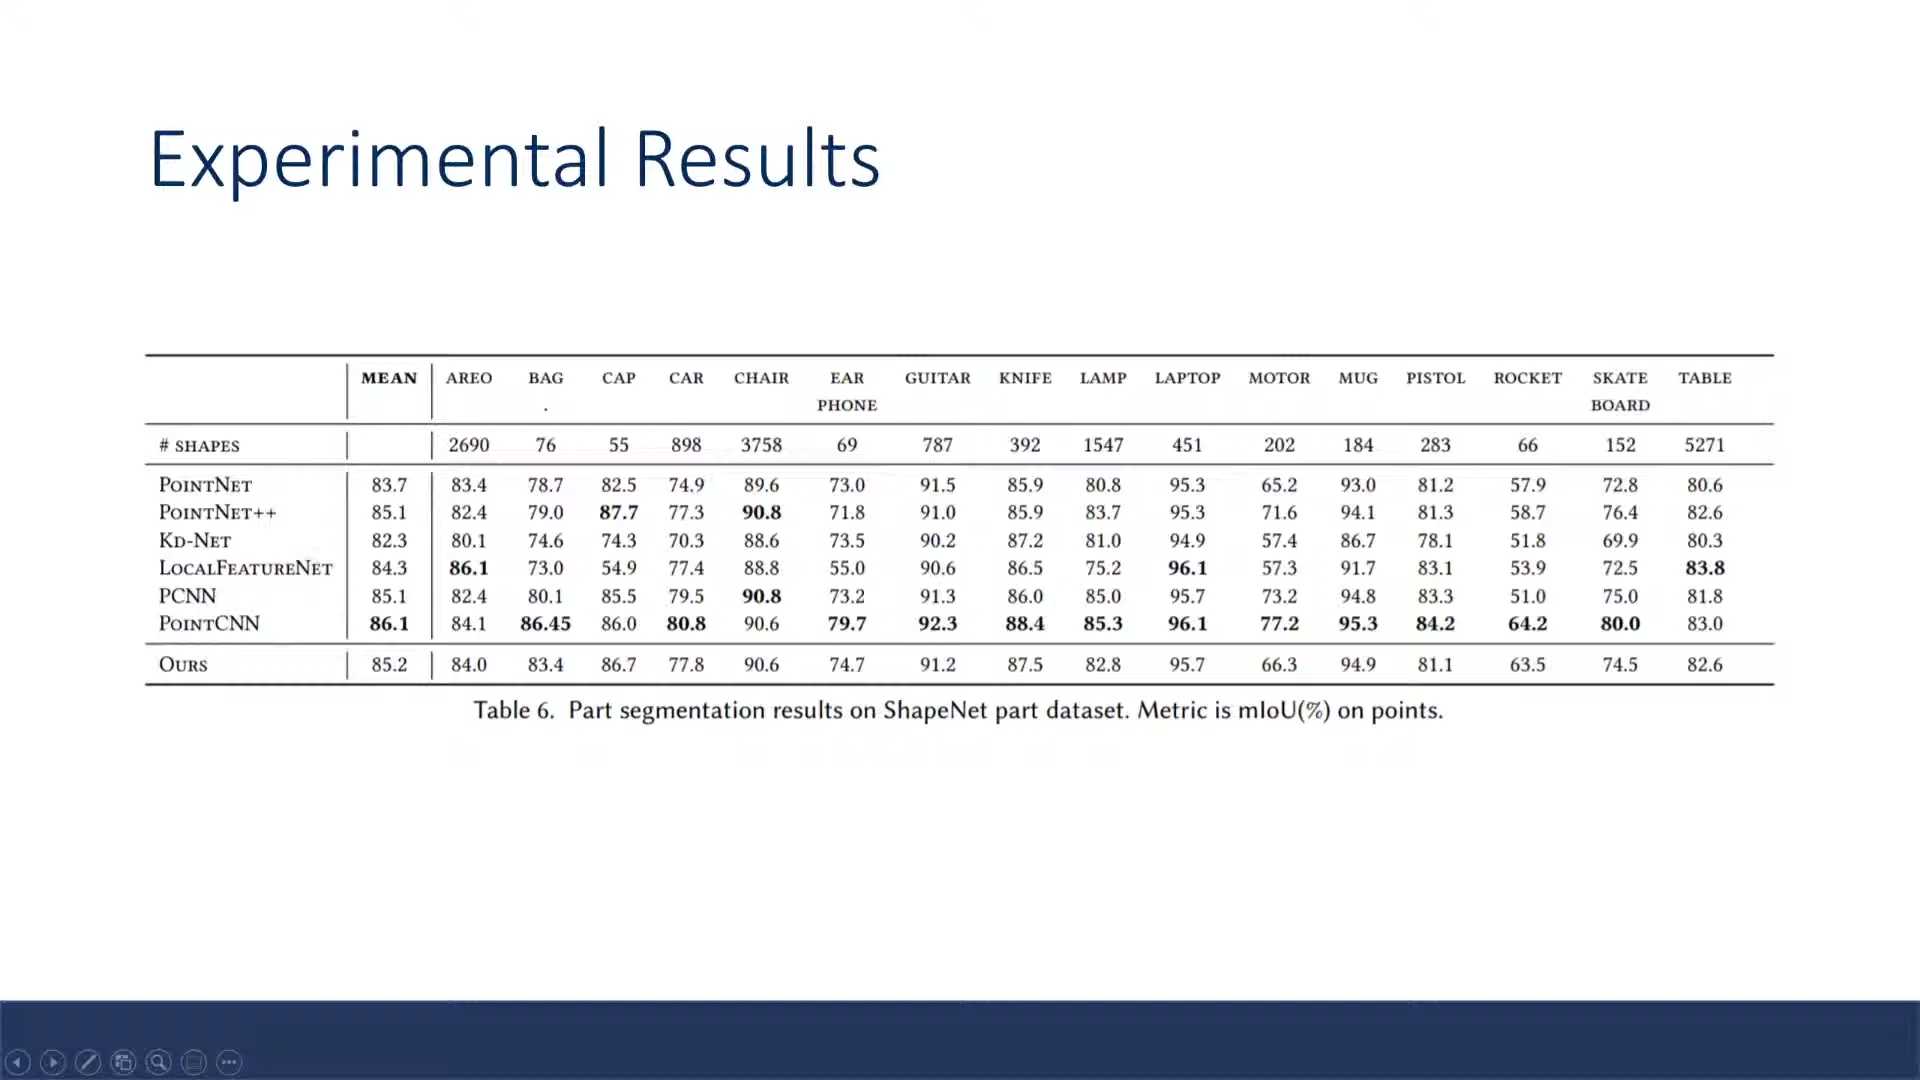 Experimental Results
MEAN AREO BAG CAP CAR CHAIR EAR GUITAR KNIFE LAMP LAPTOP MOTOR MUG PISTOL ROCKET SKATE TABLE
. PHONE BOARD
# SHAPES 2690 76 55 898 3758 69 787 392 1547 451 202 184 283 66 152 5271
POINTNET 83.7 83.4 78.7 82.5 74.9 89.6 73.0 91.5 85.9 80.8 95.3 65.2 93.0 81.2 57.9 72.8 80.6
POINTNET++ 85.1 82.4 79.0 87.7 77.3 90.8 71.8 91.0 85.9 83.7 95.3 71.6 94.1 81.3 58.7 76.4 82.6
KD-NET 82.3 80.1 74.6 74.3 70.3 88.6 73.5 90.2 87.2 81.0 94.9 57.4 86.7 78.1 51.8 69.9 80.3
LOCALFEATURENET 84.3 86.1 73.0 54.9 77.4 88.8 55.0 90.6 86.5 75.2 96.1 57.3 91.7 83.1 53.9 72.5 83.8
PCNN 85.1 82.4 80.1 85.5 79.5 90.8 73.2 91.3 86.0 85.0 95.7 73.2 94.8 83.3 51.0 75.0 81.8
POINTCNN 86.1 84.1 86.45 86.0 80.8 90.6 79.7 92.3 88.4 85.3 96.1 77.2 95.3 84.2 64.2 80.0 83.0
OURS 85.2 84.0 83.4 86.7 77.8 90.6 74.7 91.2 87.5 82.8 95.7 66.3 94.9 81.1 63.5 74.5 82.6
Table 6. Part segmentation results on ShapeNet part dataset. Metric is mIoU(%) on points.